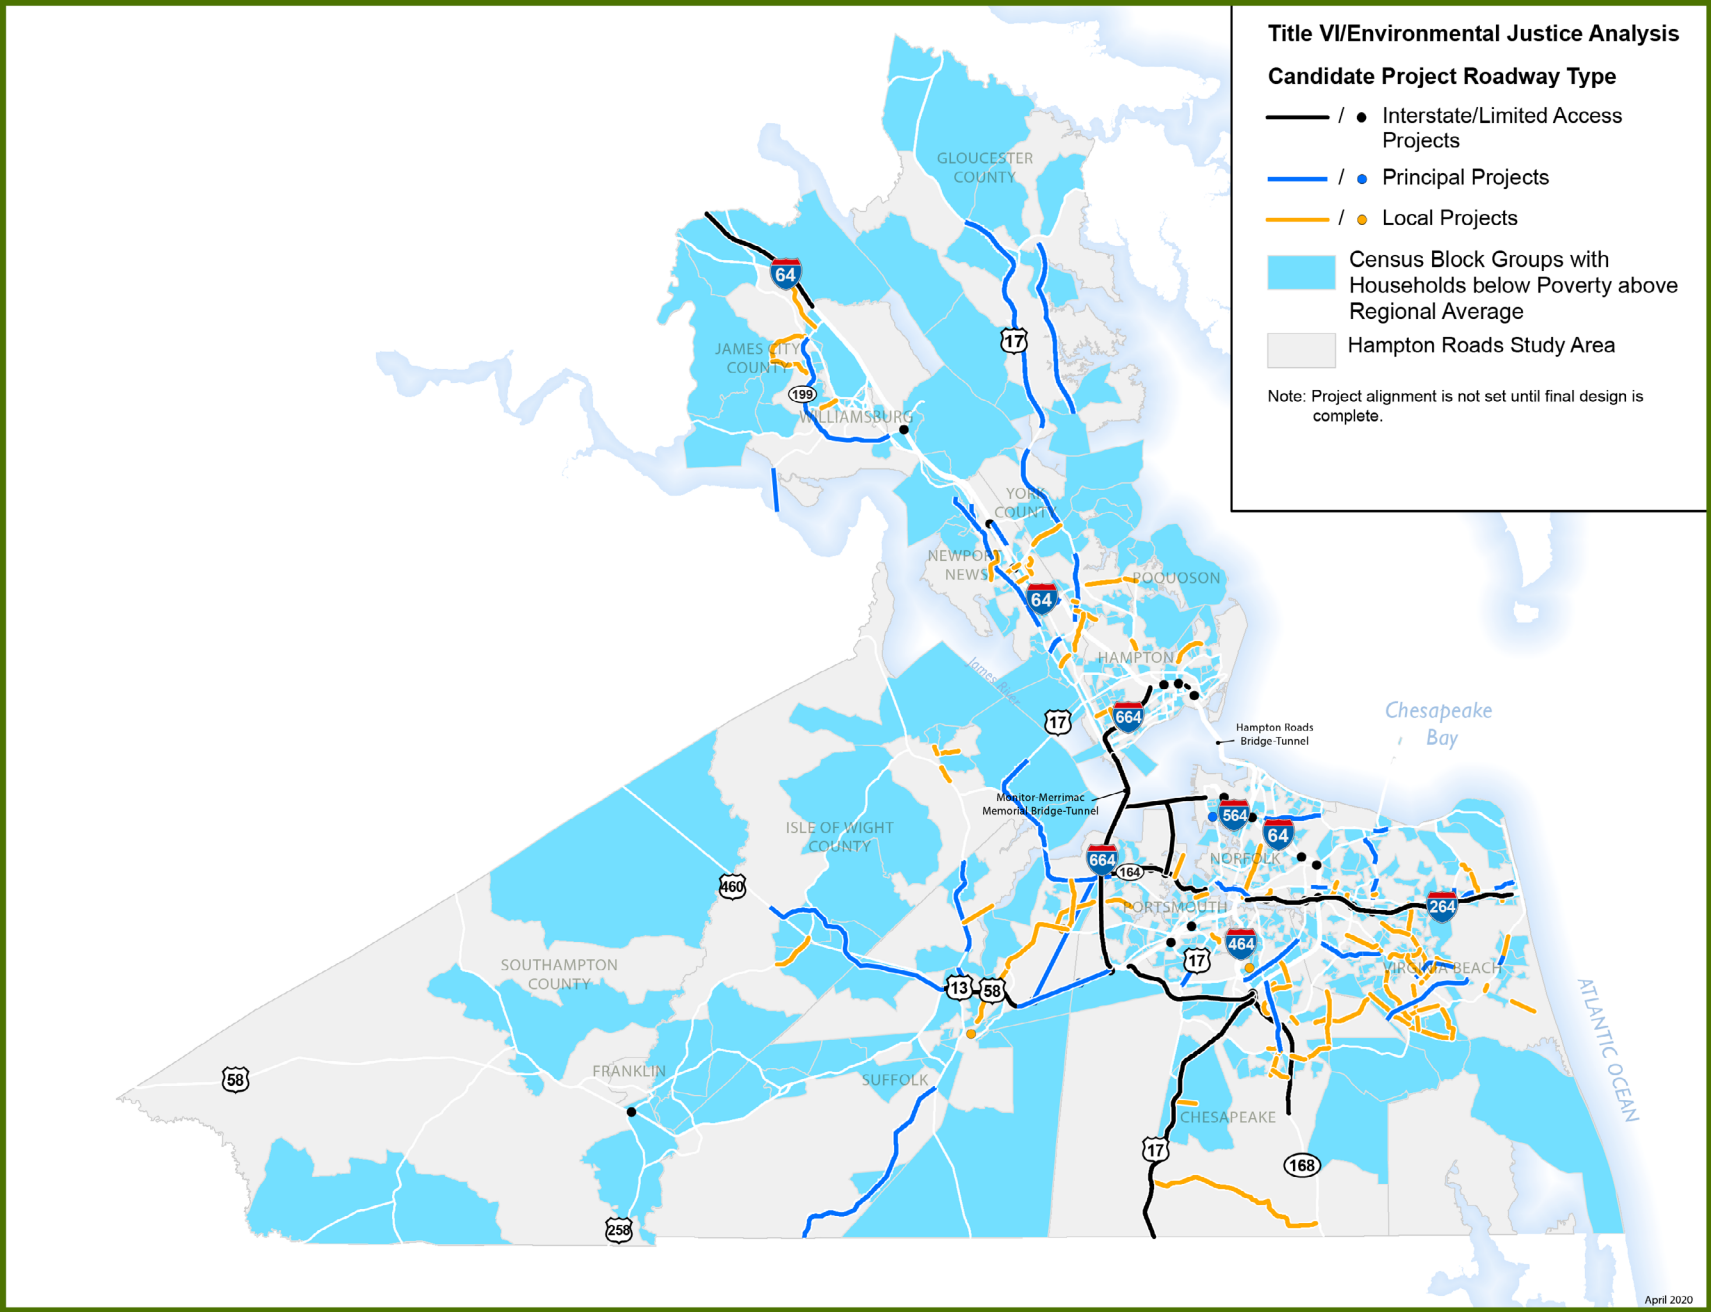 Title VI/Environmental Justice Analysis
Candidate Project Roadway Type
/ Interstate/Limited Access
Projects
/ Principal Projects
/ Local Projects
Census Block Groups with
Households below Poverty above
Regional Average
Hampton Roads Study Area
Note: Project alignment is not set until final design is
complete.
GLOUCESTER
COUNTY
64
17
JAMES CITY
COUNTY
199
WILLIAMSBURG
YORK
COUNTY
NEWPORT
NEWS
POQUOSON
64
HAMPTON
James River
17
664
Hampton Roads
Bridge-Tunnel
Chesapeake
Bay
Monitor-Merrimac
Memorial Bridge-Tunnel
564
64
ISLE OF WIGHT
COUNTY
664
164
NORFOLK
460
PORTSMOUTH
264
464
17
VIRGINIA BEACH
SOUTHAMPTON
COUNTY
13
58
ATLANTIC OCEAN
58
FRANKLIN
SUFFOLK
CHESAPEAKE
17
168
258
April 2020